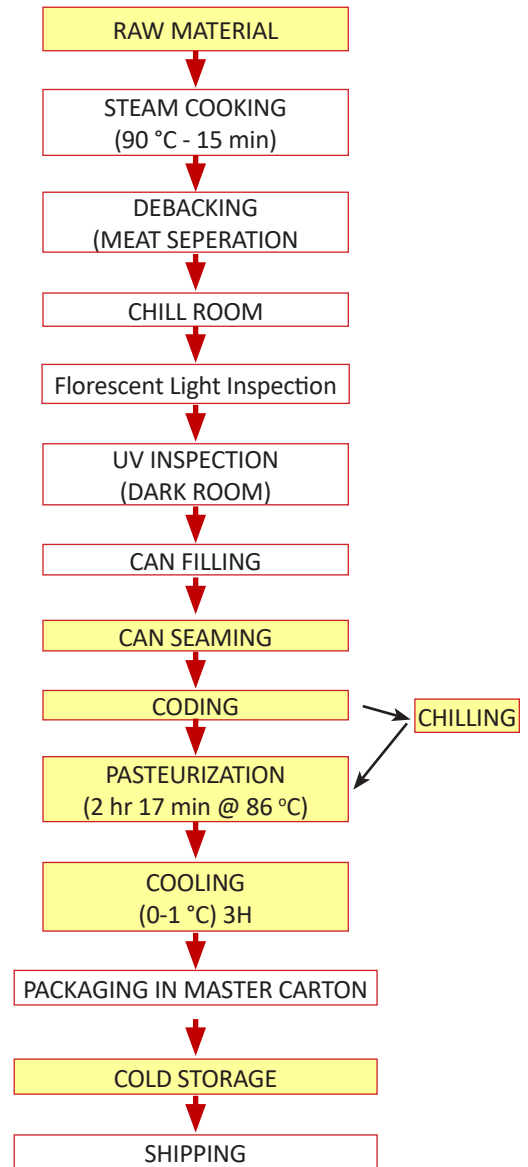 RAW MATERIAL
STEAM COOKING
(90 °C - 15 min)
DEBACKING
(MEAT SEPERATION
CHILL ROOM
Florescent Light Inspection
UV INSPECTION
(DARK ROOM)
CAN FILLING
CAN SEAMING
CODING
CHILLING
PASTEURIZATION
(2 hr 17 min @ 86 °C)
COOLING
(0-1 °C) 3H
PACKAGING IN MASTER CARTON
COLD STORAGE
SHIPPING